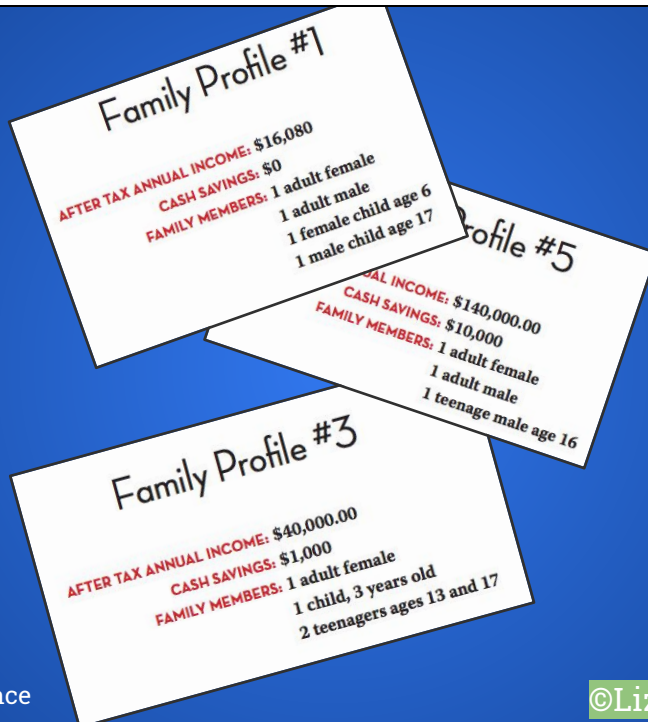 Family Profile #1
AFTER TAX ANNUAL INCOME: $16,080
CASH SAVINGS: $0
FAMILY MEMBERS: 1 adult female
1 adult male
1 female child age 6
1 male child age 17
Profile #5
INCOME: $140,000.00
CASH SAVINGS: $10,000
FAMILY MEMBERS: 1 adult female
1 adult male
1 teenage male age 16
Family Profile #3
AFTER TAX ANNUAL INCOME: $40,000.00
CASH SAVINGS: $1,000
FAMILY MEMBERS: 1 adult female
1 child, 3 years old
2 teenagers ages 13 and 17
©Liz